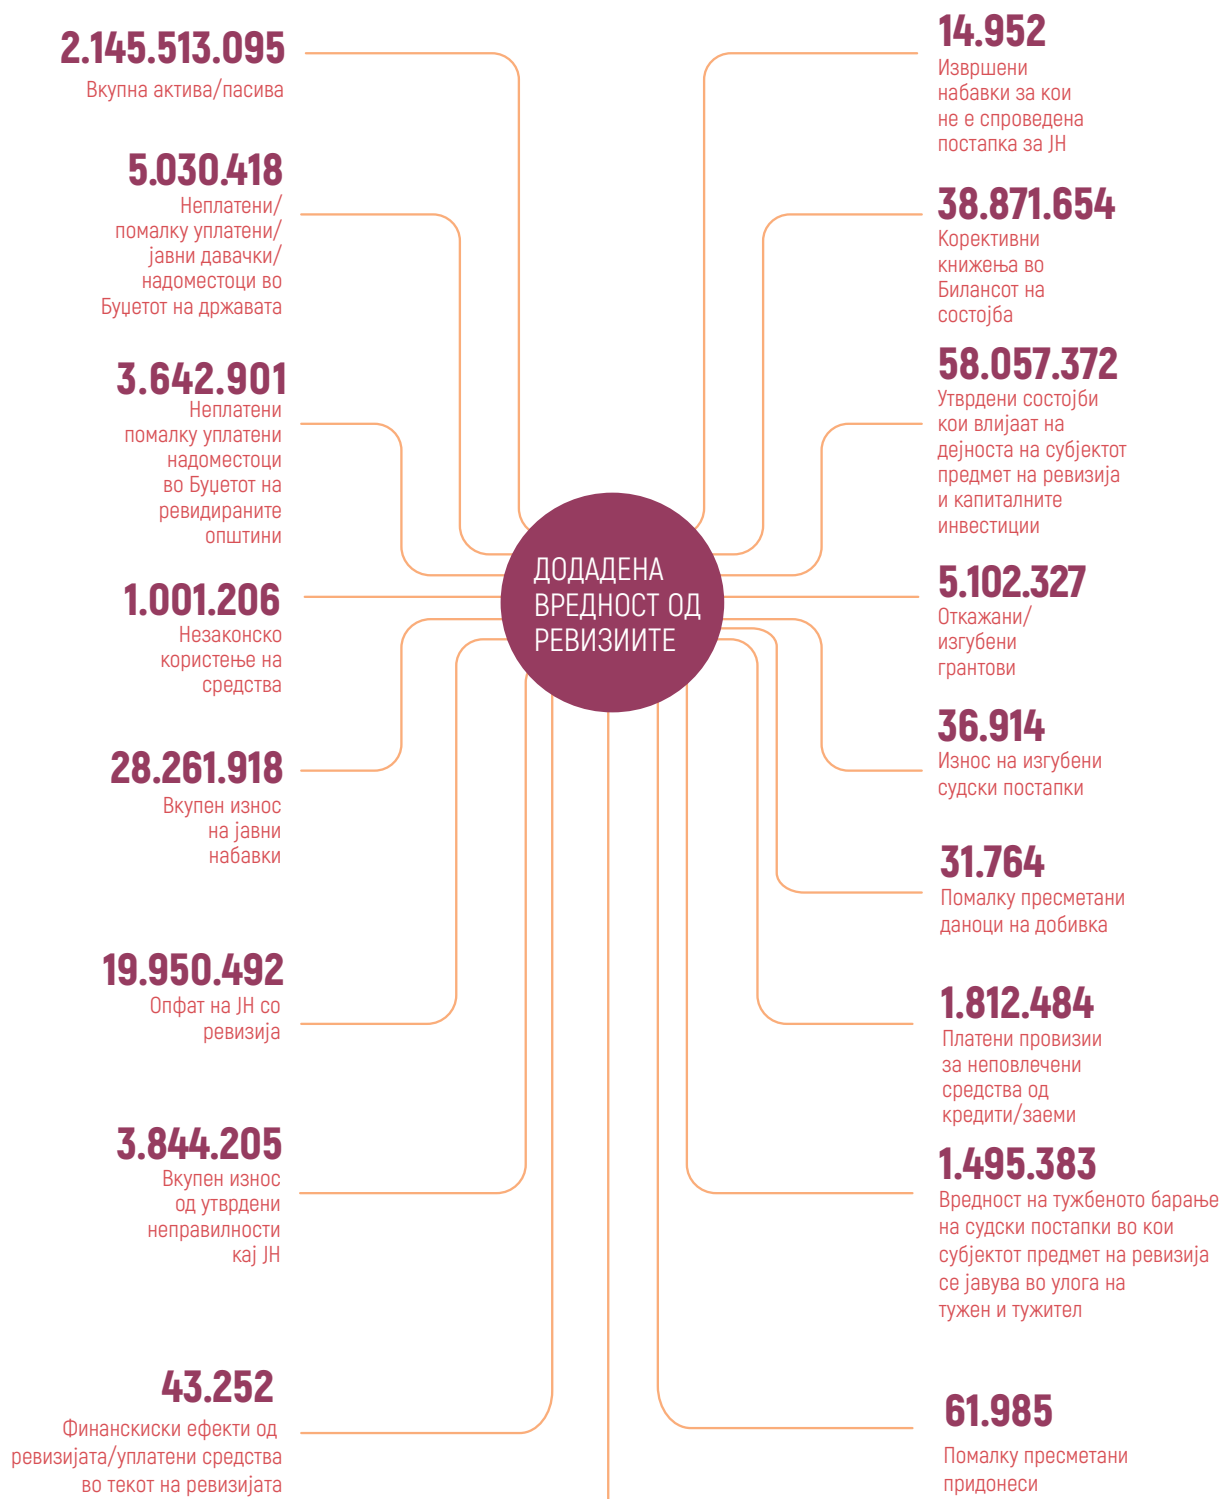 2.145.513.095
Вкупна актива/пасива
5.030.418
Неплатени/
помалку уплатени/
јавни давачки/
надоместоци во
Буџетот на државата
3.642.901
Неплатени
помалку уплатени
надоместоци
во Буџетот на
ревидираните
општини
1.001.206
Незаконско
користење на
средства
28.261.918
Вкупен износ
на јавни
набавки
19.950.492
Опфат на ЈН со
ревизија
3.844.205
Вкупен износ
од утврдени
неправилности
кај ЈН
43.252
Финанскиски ефекти од
ревизијата/уплатени средства
во текот на ревизијата
ДОДАДЕНА
ВРЕДНОСТ ОД
РЕВИЗИИТЕ
14.952
Извршени
набавки за кои
не е спроведена
постапка за ЈН
38.871.654
Корективни
книжења во
Билансот на
состојба
58.057.372
Утврдени состојби
кои влијаат на
дејноста на субјектот
предмет на ревизија
и капиталните
инвестиции
5.102.327
Откажани/
изгубени
грантови
36.914
Износ на изгубени
судски постапки
31.764
Помалку пресметани
даноци на добивка
1.812.484
Платени провизии
за неповлечени
средства од
кредити/заеми
1.495.383
Вредност на тужбеното барање
на судски постапки во кои
субјектот предмет на ревизија
се јавува во улога на
тужен и тужител
61.985
Помалку пресметани
придонеси